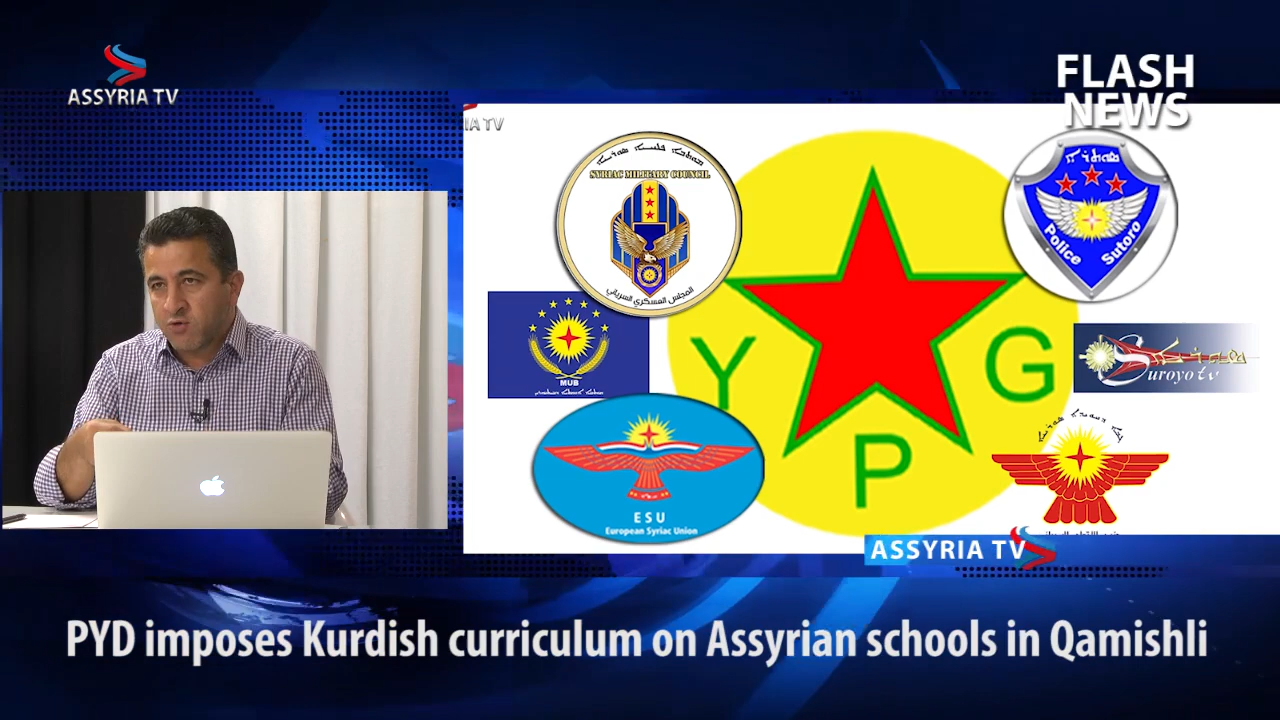 ASSYRIA TV
FLASH
NEWS
IA TV
SYRIAC MILITARY COUNCIL
المجلس العسكري السرياني
Police Sutoro
MUB
Suroyo tv
Y P G
ESU
European Syriac Union
ASSYRIA TV
PYD imposes Kurdish curriculum on Assyrian schools in Qamishli